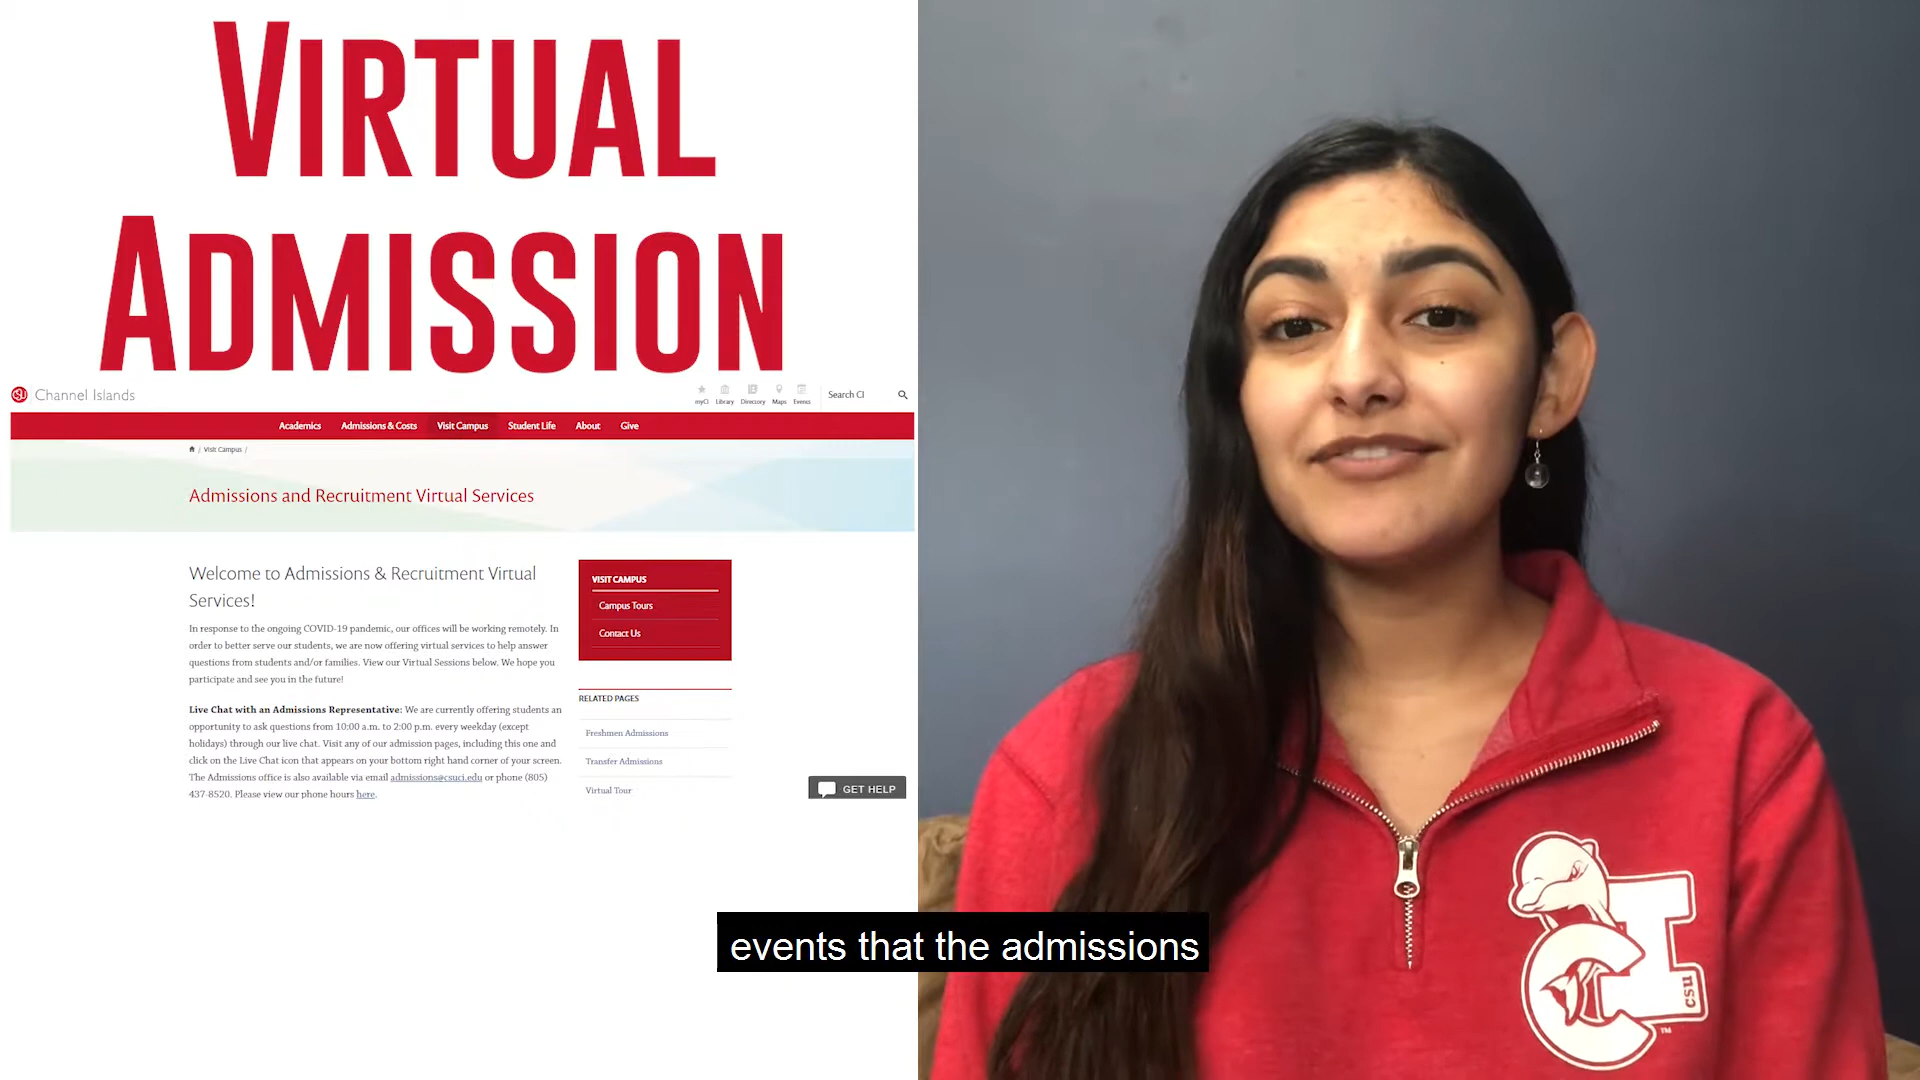 VIRTUAL
ADMISSION
CSU Channel Islands
myCI Library Directory Maps Events Search CI
Academics Admissions & Costs Visit Campus Student Life About Give
/ Visit Campus /
Admissions and Recruitment Virtual Services
Welcome to Admissions & Recruitment Virtual
Services!
In response to the ongoing COVID-19 pandemic, our offices will be working remotely. In
order to better serve our students, we are now offering virtual services to help answer
questions from students and/or families. View our Virtual Sessions below. We hope you
participate and see you in the future!
Live Chat with an Admissions Representative: We are currently offering students an
opportunity to ask questions from 10:00 a.m. to 2:00 p.m. every weekday (except
holidays) through our live chat. Visit any of our admission pages, including this one and
click on the Live Chat icon that appears on your bottom right hand corner of your screen.
The Admissions office is also available via email admissions@csuci.edu or phone (805)
437-8520. Please view our phone hours here.
VISIT CAMPUS
Campus Tours
Contact Us
RELATED PAGES
Freshmen Admissions
Transfer Admissions
Virtual Tour
GET HELP
events that the admissions
CI
csu
TM